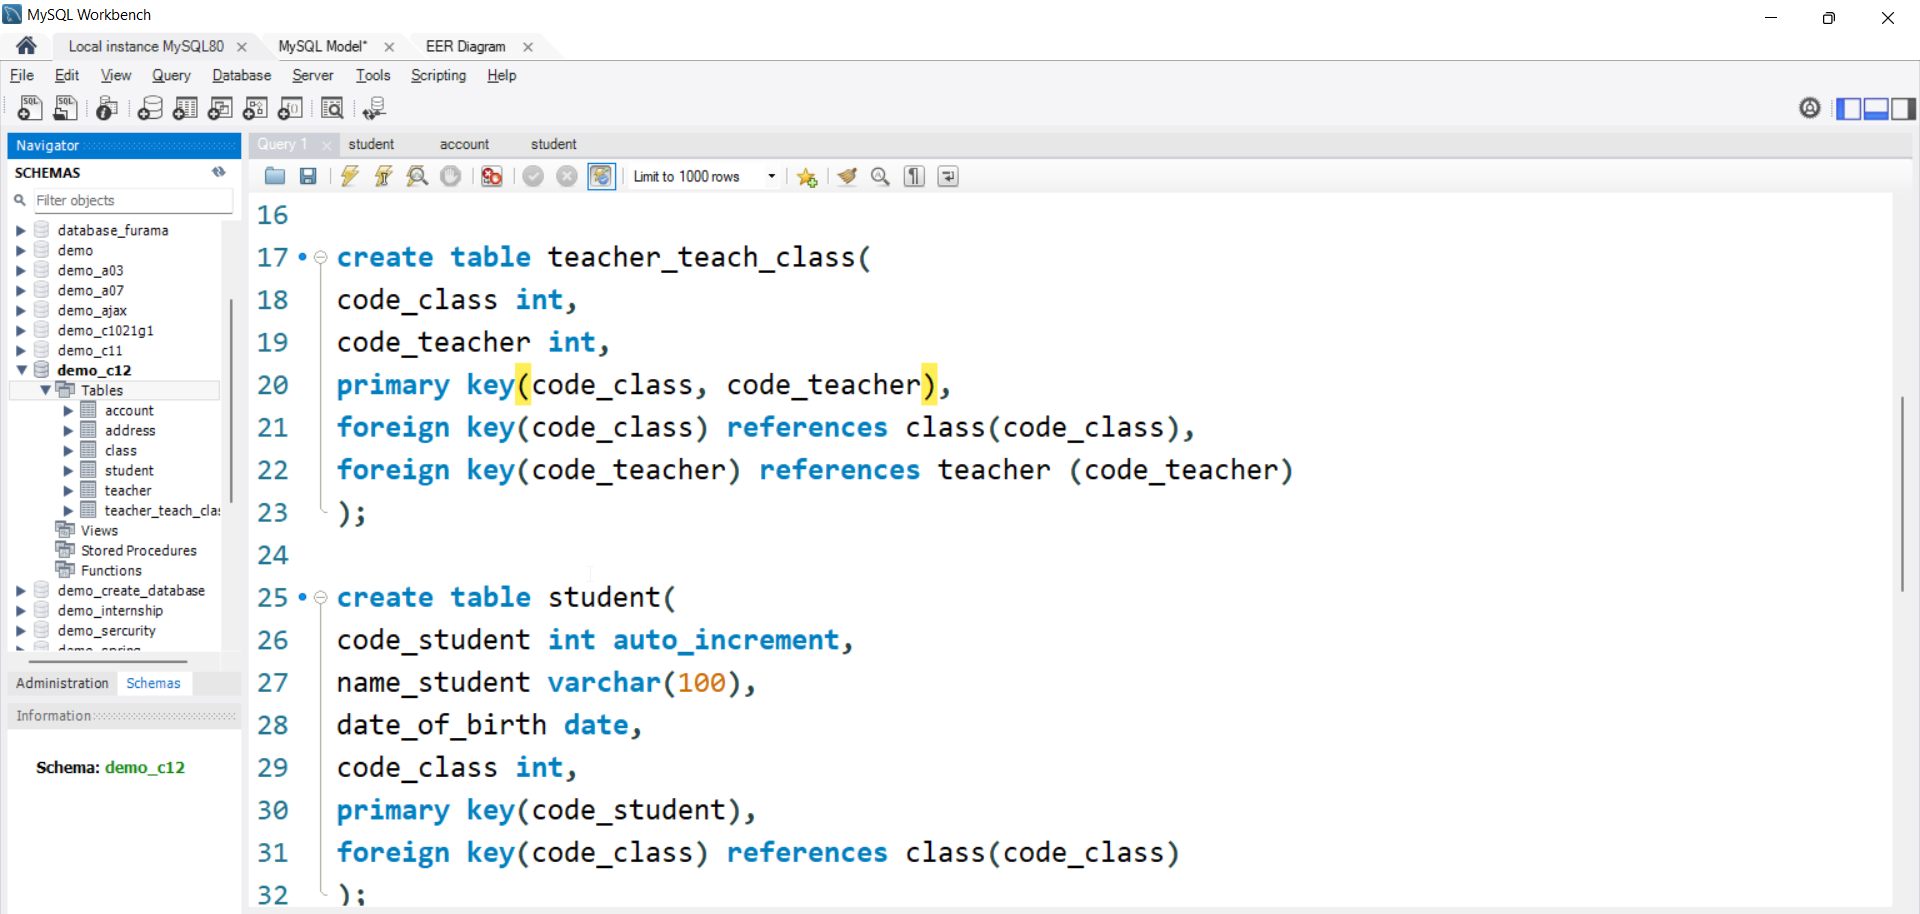 MySQL Workbench
Local instance MySQL80
MySQL Model*
EER Diagram
File Edit View Query Database Server Tools Scripting Help
Navigator
SCHEMAS
Filter objects
database_furama
demo
demo_a03
demo_a07
demo_ajax
demo_c1021g1
demo_c11
demo_c12
Tables
account
address
class
student
teacher
teacher_teach_clas
Views
Stored Procedures
Functions
demo_create_database
demo_internship
demo_sercurity
demo_spring
Administration Schemas
Information
Schema: demo_c12
Query 1 student account student
Limit to 1000 rows
16
17 create table teacher_teach_class(
18 code_class int,
19 code_teacher int,
20 primary key(code_class, code_teacher),
21 foreign key(code_class) references class(code_class),
22 foreign key(code_teacher) references teacher (code_teacher)
23 );
24
25 create table student(
26 code_student int auto_increment,
27 name_student varchar(100),
28 date_of_birth date,
29 code_class int,
30 primary key(code_student),
31 foreign key(code_class) references class(code_class)
32 );